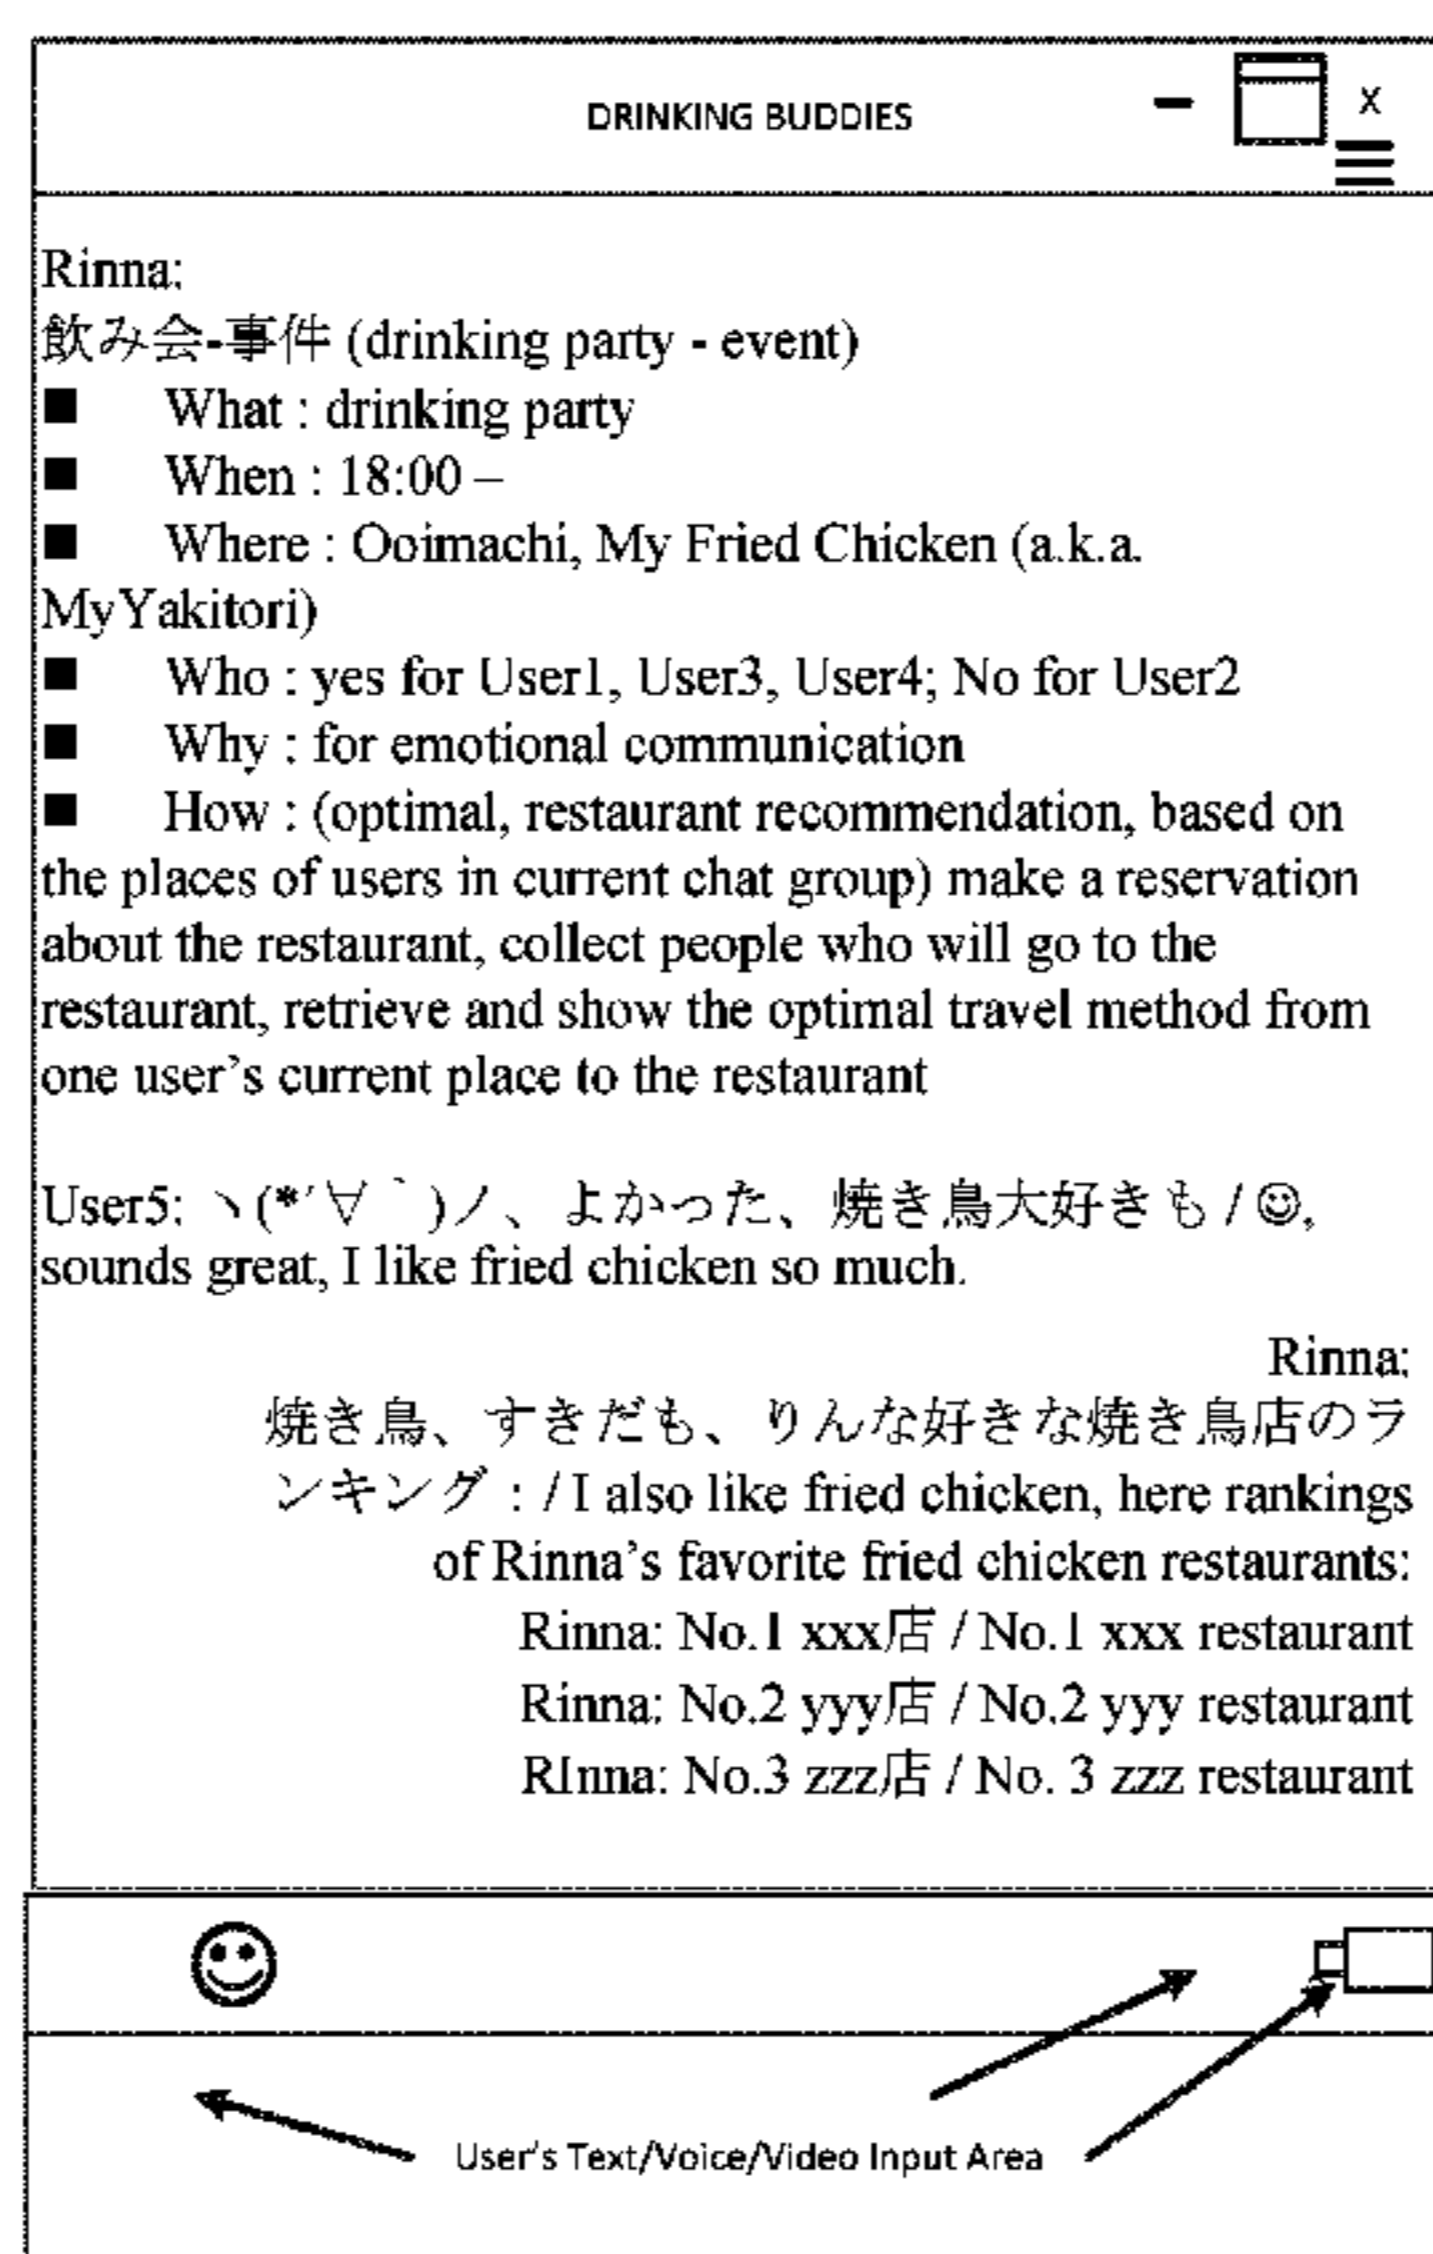 DRINKING BUDDIES
X
Rinna:
飲み会-事件 (drinking party - event)
■ What : drinking party
■ When : 18:00 –
■ Where : Ooimachi, My Fried Chicken (a.k.a.
MyYakitori)
■ Who : yes for User1, User3, User4; No for User2
■ Why : for emotional communication
■ How : (optimal, restaurant recommendation, based on
the places of users in current chat group) make a reservation
about the restaurant, collect people who will go to the
restaurant, retrieve and show the optimal travel method from
one user’s current place to the restaurant
User5: ヽ(*´∀｀)ノ、よかった、焼き鳥大好きも / ☺,
sounds great, I like fried chicken so much.
Rinna:
焼き鳥、すきだも、りんな好きな焼き鳥店のラ
ンキング : / I also like fried chicken, here rankings
of Rinna’s favorite fried chicken restaurants:
Rinna: No.1 xxx店 / No.1 xxx restaurant
Rinna: No.2 yyy店 / No.2 yyy restaurant
RInna: No.3 zzz店 / No. 3 zzz restaurant
User's Text/Voice/Video Input Area